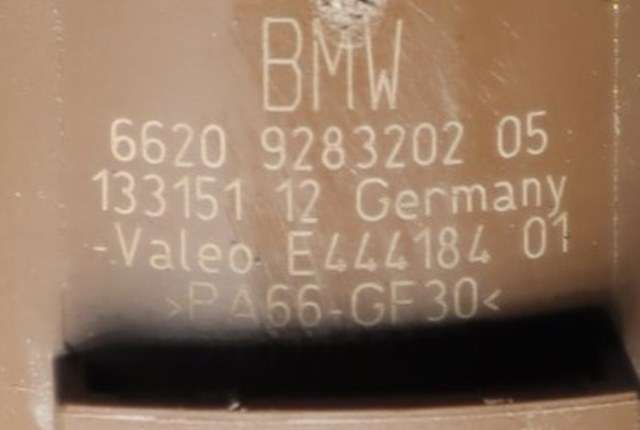 BMW
6620 9283202 05
133151 12 Germany
-Valeo- E444184 01
>PA66-GF30<